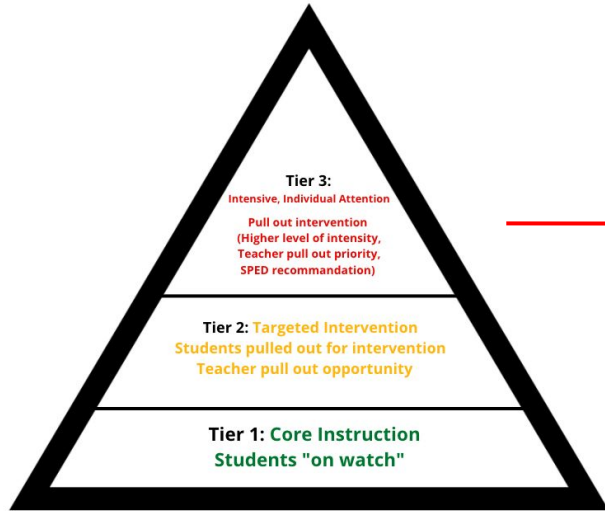 Tier 3:
Intensive, Individual Attention
Pull out intervention
(Higher level of intensity,
Teacher pull out priority,
SPED recommandation)
Tier 2: Targeted Intervention
Students pulled out for intervention
Teacher pull out opportunity
Tier 1: Core Instruction
Students "on watch"